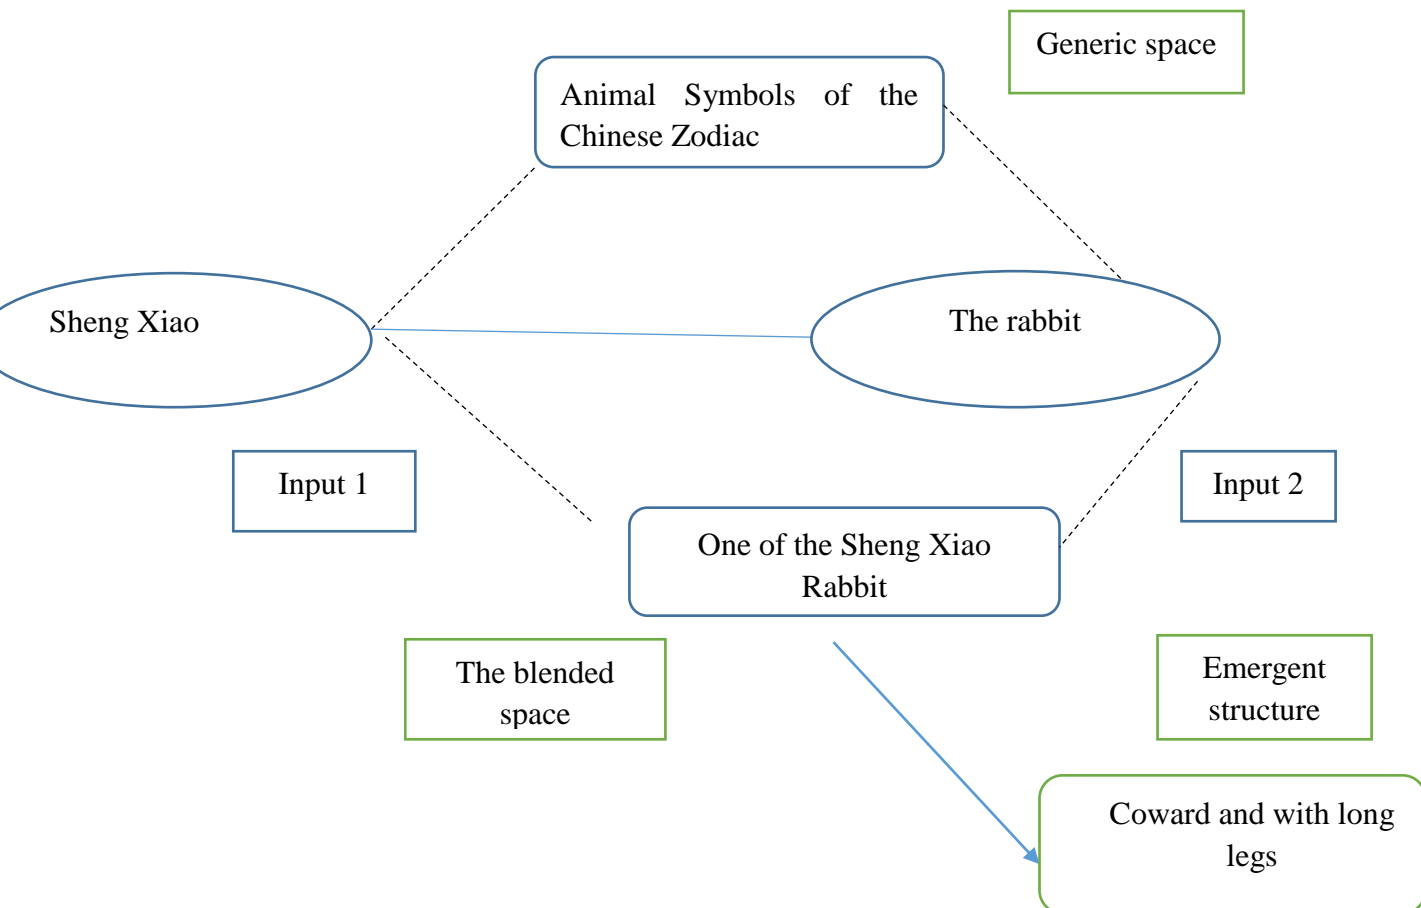 Generic space
Animal Symbols of the
Chinese Zodiac
Sheng Xiao
The rabbit
Input 1
Input 2
One of the Sheng Xiao
Rabbit
The blended
space
Emergent
structure
Coward and with long
legs